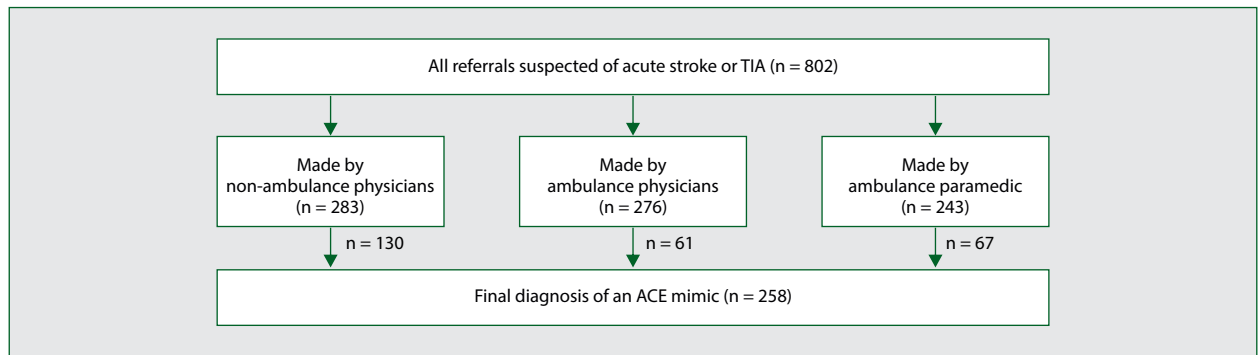 All referrals suspected of acute stroke or TIA (n = 802)
Made by
non-ambulance physicians
(n = 283)
Made by
ambulance physicians
(n = 276)
Made by
ambulance paramedic
(n = 243)
n = 130
n = 61
n = 67
Final diagnosis of an ACE mimic (n = 258)